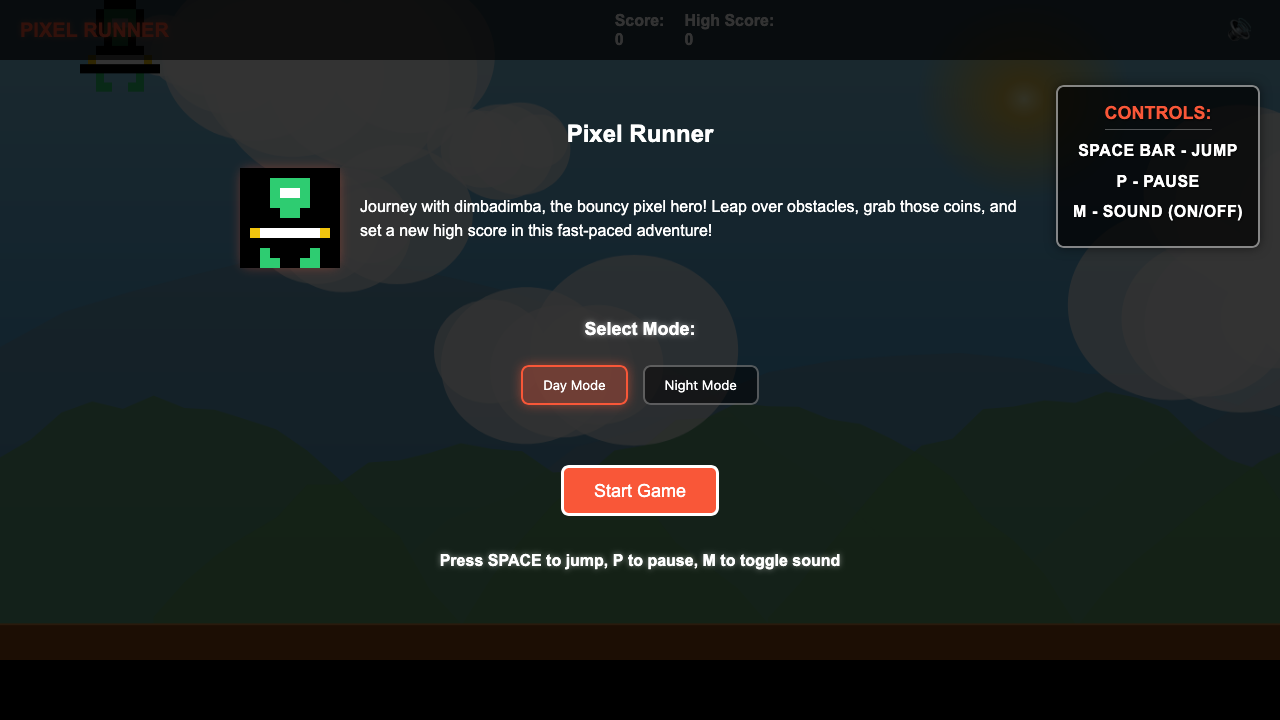 PIXEL RUNNER
Score:
0
High Score:
0
CONTROLS:
SPACE BAR - JUMP
P - PAUSE
M - SOUND (ON/OFF)
Pixel Runner
Journey with dimbadimba, the bouncy pixel hero! Leap over obstacles, grab those coins, and
set a new high score in this fast-paced adventure!
Select Mode:
Day Mode
Night Mode
Start Game
Press SPACE to jump, P to pause, M to toggle sound